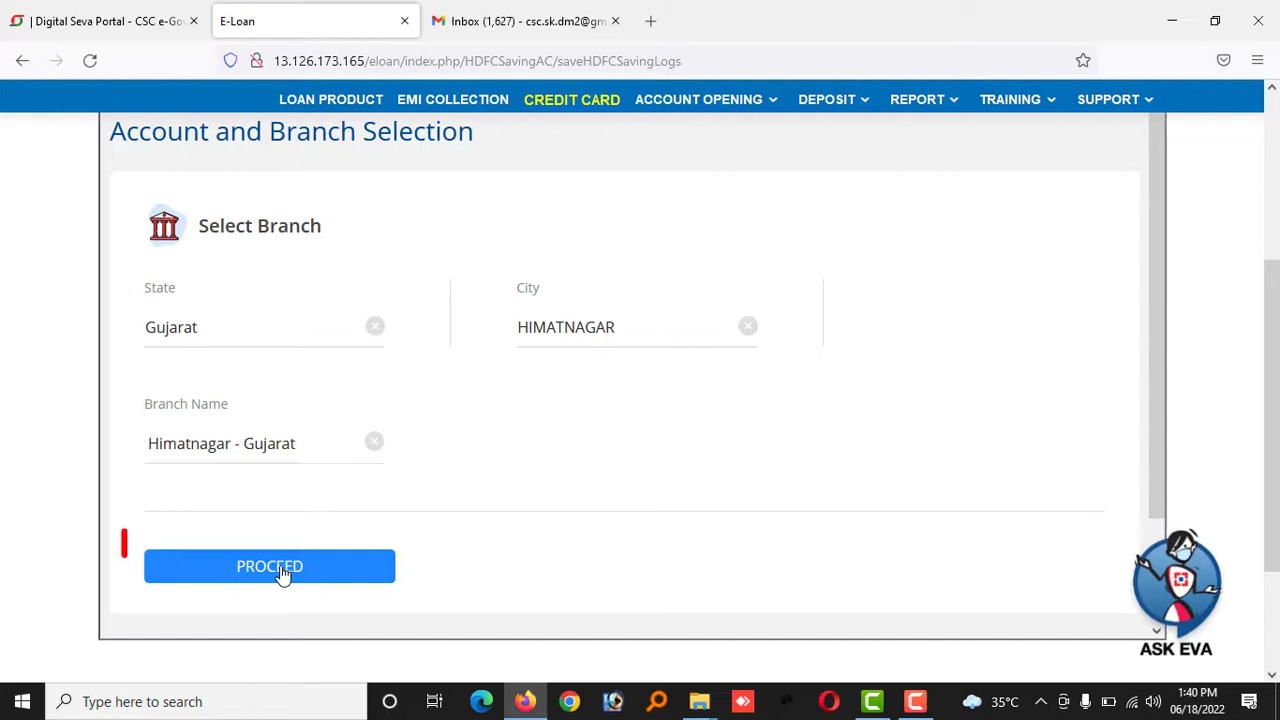 | Digital Seva Portal - CSC e-Gov
E-Loan
Inbox (1,627) - csc.sk.dm2@gm
13.126.173.165/eloan/index.php/HDFCSavingAC/saveHDFCSavingLogs
LOAN PRODUCT EMI COLLECTION CREDIT CARD ACCOUNT OPENING DEPOSIT REPORT TRAINING SUPPORT
Account and Branch Selection
Select Branch
State
City
Gujarat
HIMATNAGAR
Branch Name
Himatnagar - Gujarat
PROCEED
ASK EVA
Type here to search
35°C
1:40 PM
06/18/2022